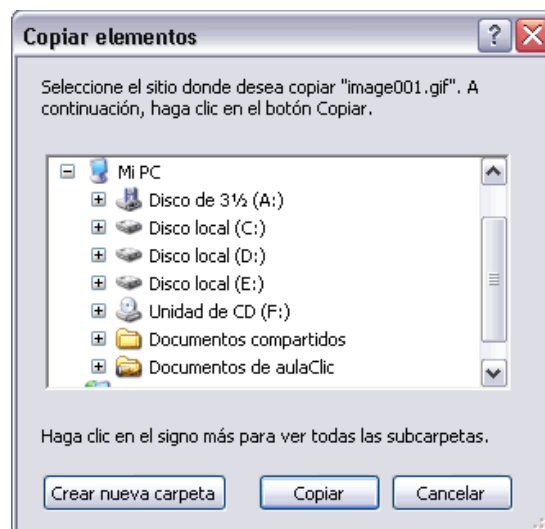 Copiar elementos
Seleccione el sitio donde desea copiar "image001.gif". A
continuación, haga clic en el botón Copiar.
Mi PC
Disco de 3½ (A:)
Disco local (C:)
Disco local (D:)
Disco local (E:)
Unidad de CD (F:)
Documentos compartidos
Documentos de aulaClic
Haga clic en el signo más para ver todas las subcarpetas.
Crear nueva carpeta Copiar Cancelar